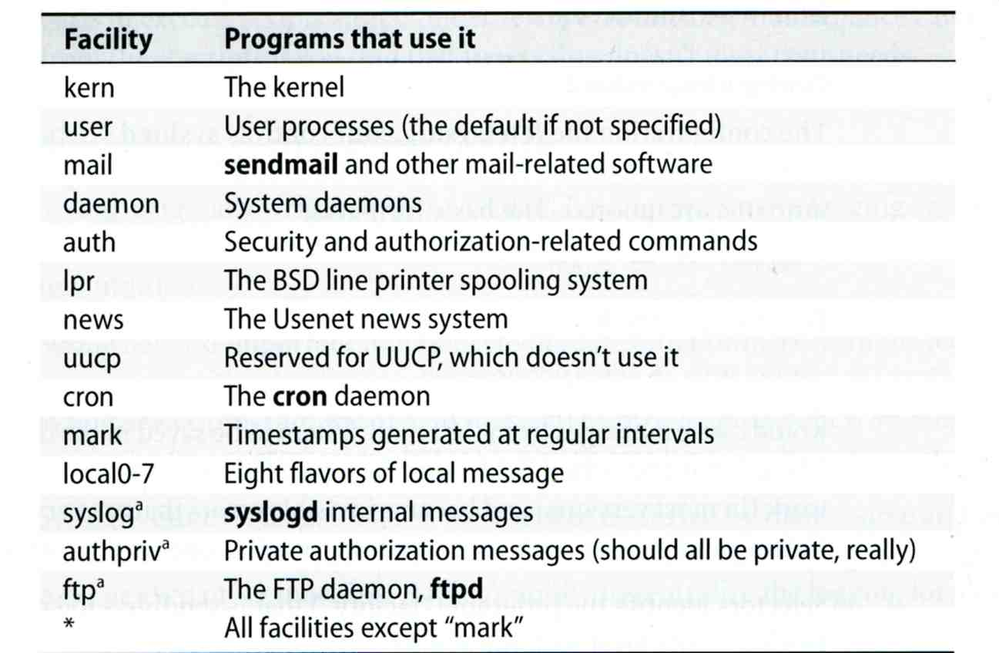 Facility Programs that use it
kern The kernel
user User processes (the default if not specified)
mail sendmail and other mail-related software
daemon System daemons
auth Security and authorization-related commands
lpr The BSD line printer spooling system
news The Usenet news system
uucp Reserved for UUCP, which doesn’t use it
cron The cron daemon
mark Timestamps generated at regular intervals
local0-7 Eight flavors of local message
syslogᵃ syslogd internal messages
authprivᵃ Private authorization messages (should all be private, really)
ftpᵃ The FTP daemon, ftpd
* All facilities except “mark”